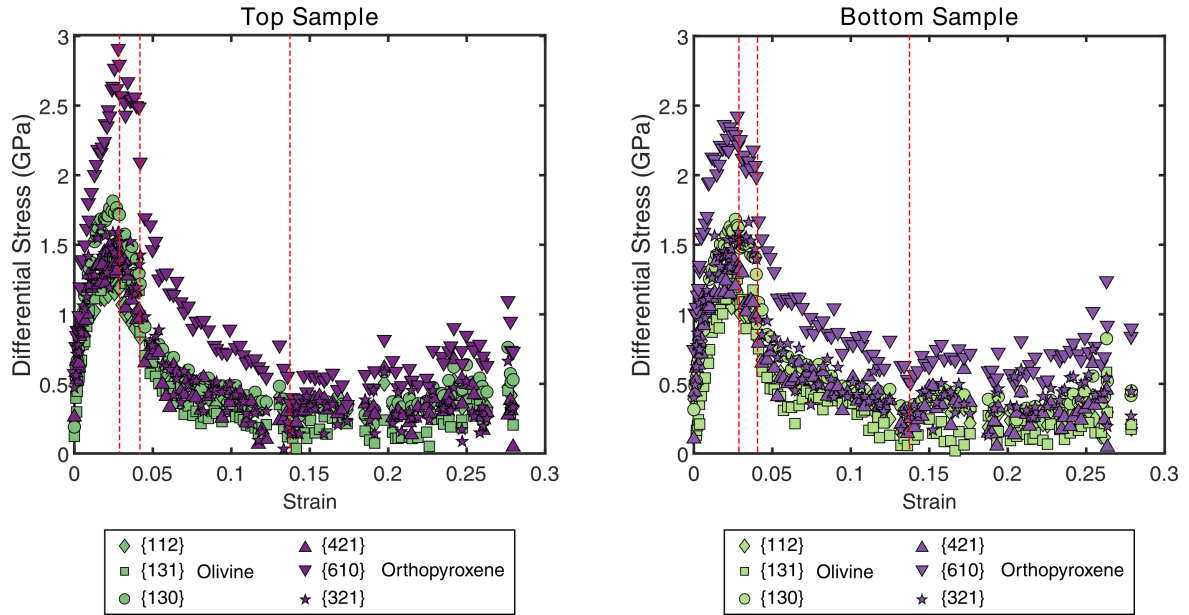 Top Sample
Differential Stress (GPa)
3
2.5
2
1.5
1
0.5
0
0 0.05 0.1 0.15 0.2 0.25 0.3
Strain
{112} {421}
{131} Olivine {610} Orthopyroxene
{130} {321}
Bottom Sample
Differential Stress (GPa)
3
2.5
2
1.5
1
0.5
0
0 0.05 0.1 0.15 0.2 0.25 0.3
Strain
{112} {421}
{131} Olivine {610} Orthopyroxene
{130} {321}